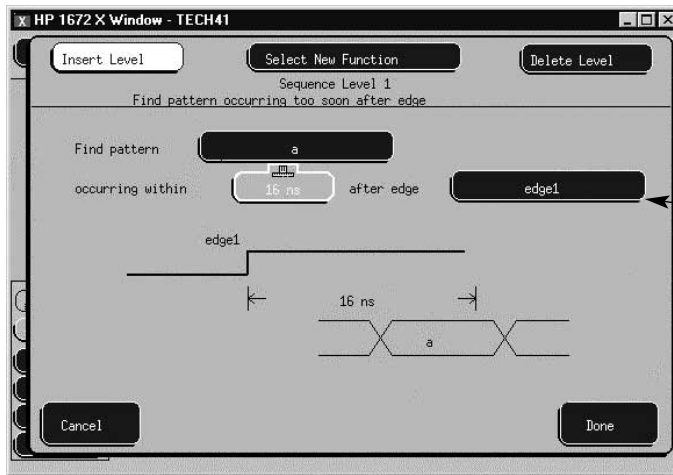 X HP 1672 X Window - TECH41
Insert Level
Select New Function
Delete Level
Sequence Level 1
Find pattern occurring too soon after edge
Find pattern
a
occurring within
16 ns
after edge
edge1
edge1
16 ns
a
Cancel
Done